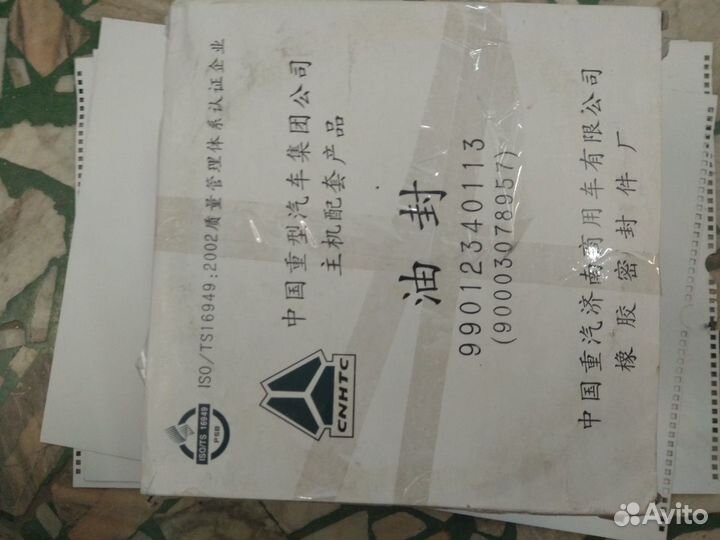 ISO/TS 16949
PSB
ISO/TS16949:2002质量管理体系认证企业
CNHTC
中国重型汽车集团公司
主机配套产品
油封
99012340113
(90003078957)
中国重汽济南商用车有限公司
橡胶密封件厂
Avito